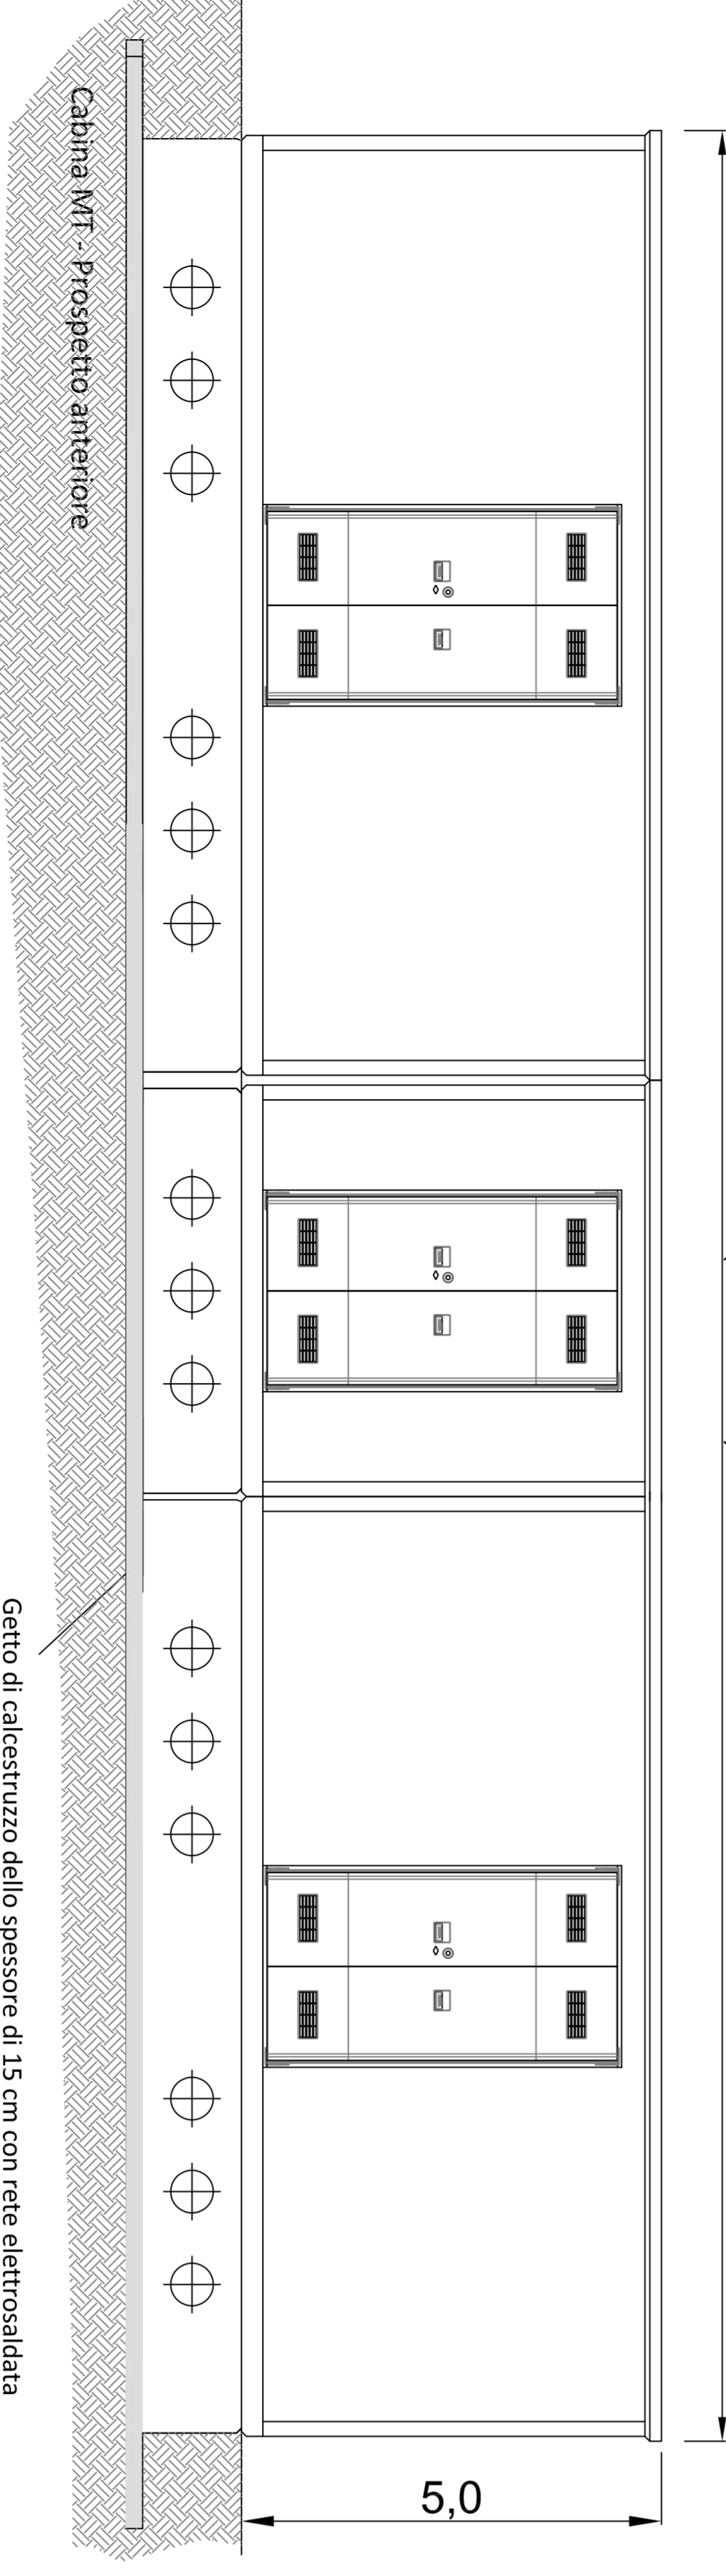 Cabina MT - Prospetto anteriore
Getto di calcestruzzo dello spessore di 15 cm con rete elettrosaldata
5,0